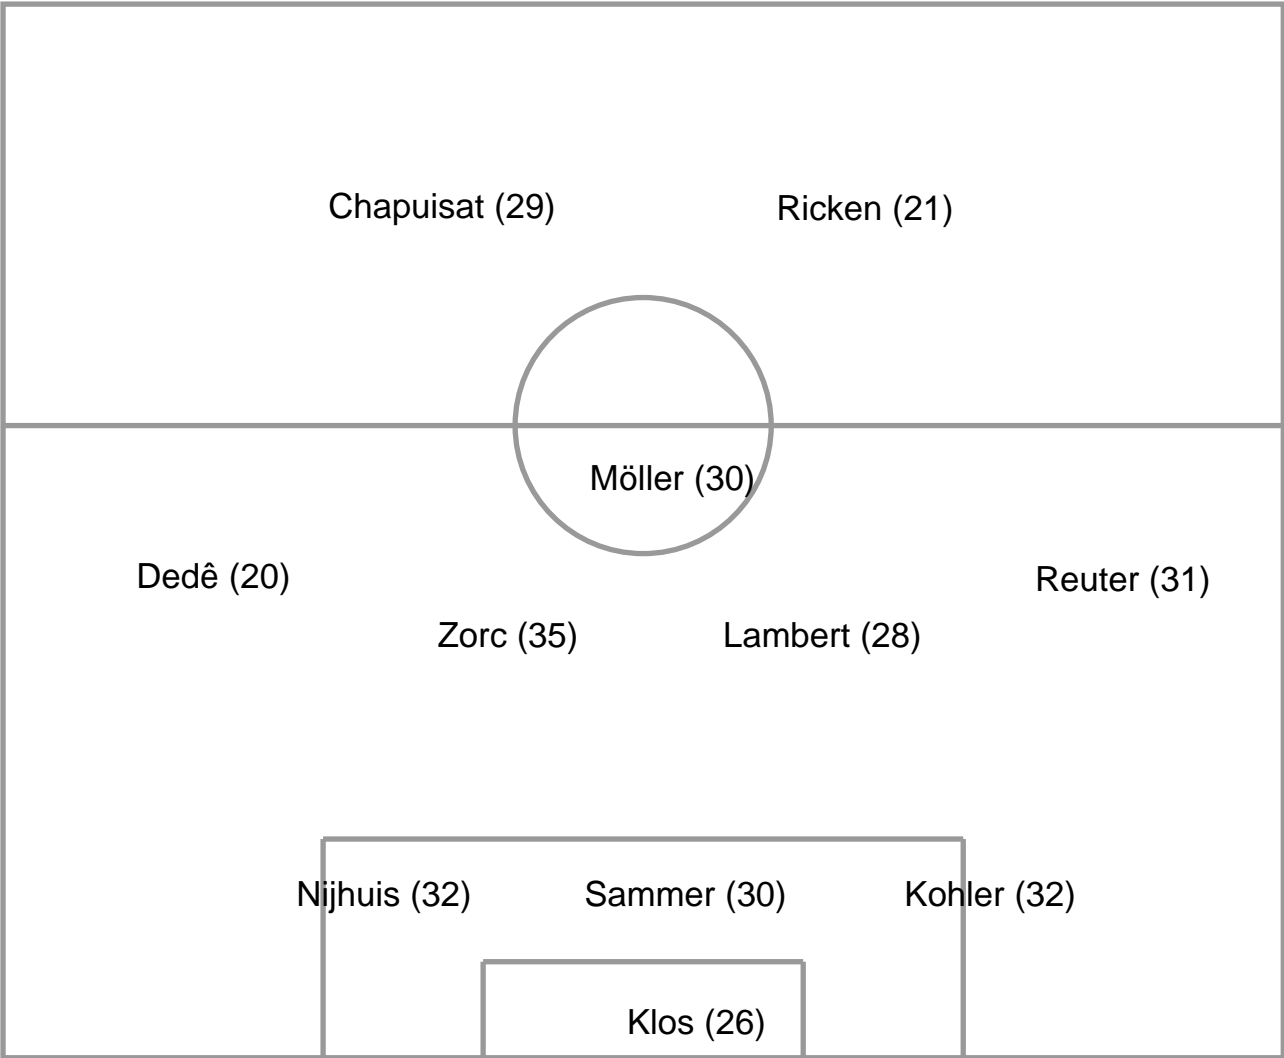 Chapuisat (29)
Ricken (21)
Möller (30)
Dedê (20)
Reuter (31)
Zorc (35)
Lambert (28)
Nijhuis (32)
Sammer (30)
Kohler (32)
Klos (26)